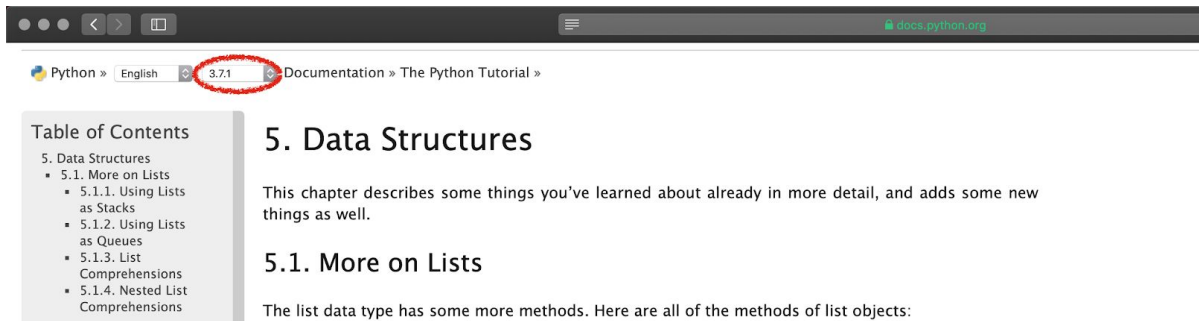 docs.python.org
Python » English 3.7.1 Documentation » The Python Tutorial »
Table of Contents
5. Data Structures
5.1. More on Lists
5.1.1. Using Lists
as Stacks
5.1.2. Using Lists
as Queues
5.1.3. List
Comprehensions
5.1.4. Nested List
Comprehensions
5. Data Structures
This chapter describes some things you've learned about already in more detail, and adds some new
things as well.
5.1. More on Lists
The list data type has some more methods. Here are all of the methods of list objects: